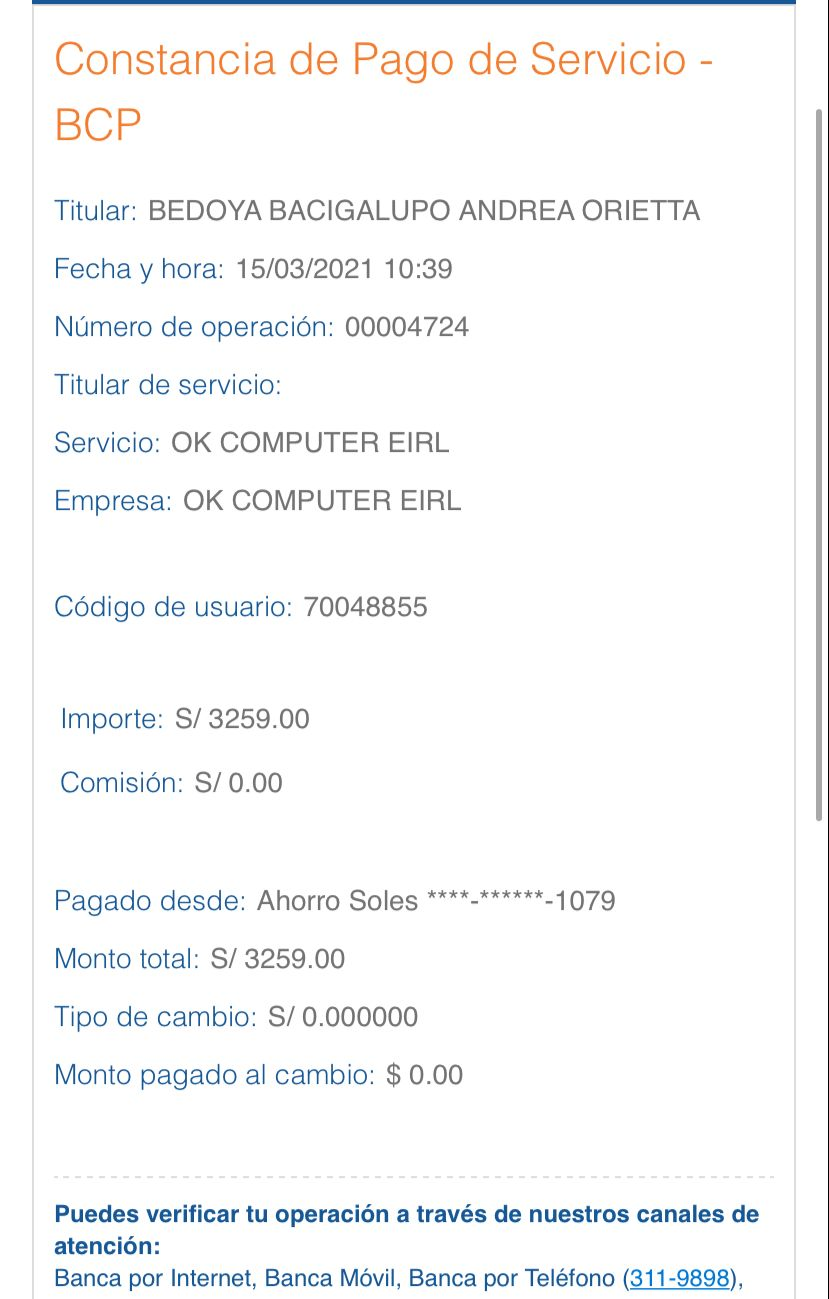 Constancia de Pago de Servicio -
BCP
Titular: BEDOYA BACIGALUPO ANDREA ORIETTA
Fecha y hora: 15/03/2021 10:39
Número de operación: 00004724
Titular de servicio:
Servicio: OK COMPUTER EIRL
Empresa: OK COMPUTER EIRL
Código de usuario: 70048855
Importe: S/ 3259.00
Comisión: S/ 0.00
Pagado desde: Ahorro Soles ****-******-1079
Monto total: S/ 3259.00
Tipo de cambio: S/ 0.000000
Monto pagado al cambio: $ 0.00
Puedes verificar tu operación a través de nuestros canales de
atención:
Banca por Internet, Banca Móvil, Banca por Teléfono (311-9898),